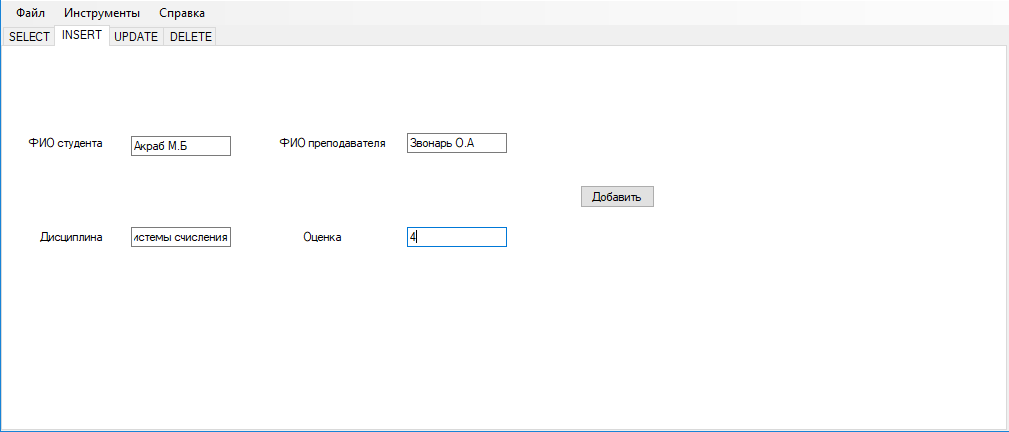 Файл Инструменты Справка
SELECT INSERT UPDATE DELETE
ФИО студента Акраб М.Б ФИО преподавателя Звонарь О.А
Добавить
Дисциплина истемы счисления Оценка 4